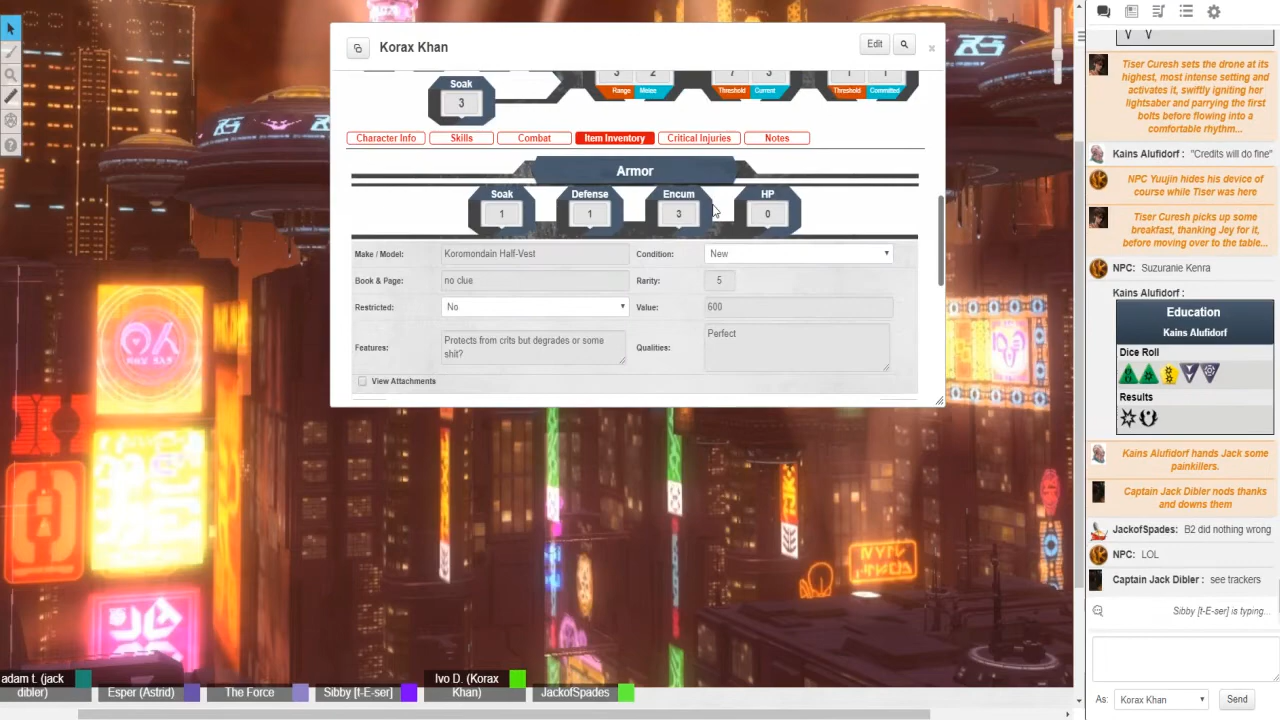 Korax Khan
Edit
Soak
3
3
2
Range
Melee
7
3
Threshold
Current
1
1
Threshold
Committed
Character Info
Skills
Combat
Item Inventory
Critical Injuries
Notes
Armor
Soak
Defense
Encum
HP
1
1
3
0
Make / Model:
Koromondain Half-Vest
Condition:
New
Book & Page:
no clue
Rarity:
5
Restricted:
No
Value:
600
Features:
Protects from crits but degrades or some
shit?
Qualities:
Perfect
View Attachments
Tiser Curesh sets the drone at its
highest, most intense setting and
activates it, swiftly igniting her
lightsaber and parrying the first
bolts before flowing into a
comfortable rhythm...
Kains Alufidorf : "Credits will do fine"
NPC Yuujin hides his device of
course while Tiser was here
Tiser Curesh picks up some
breakfast, thanking Jey for it,
before moving over to the table...
NPC: Suzuranie Kenra
Kains Alufidorf :
Education
Kains Alufidorf
Dice Roll
Results
Kains Alufidorf hands Jack some
painkillers.
Captain Jack Dibler nods thanks
and downs them
JackofSpades: B2 did nothing wrong
NPC: LOL
Captain Jack Dibler : see trackers
Sibby [t-E-ser] is typing...
As:
Korax Khan
Send
adam t. (jack
dibler)
Esper (Astrid)
The Force
Sibby [t-E-ser]
Ivo D. (Korax
Khan)
JackofSpades